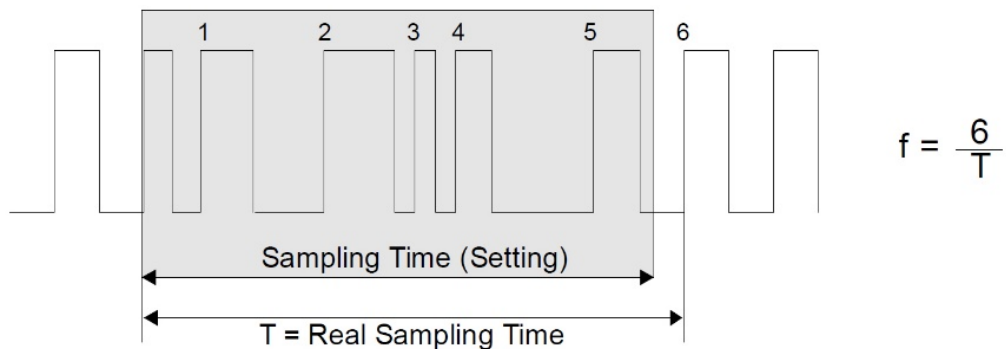 1 2 3 4 5 6
f = 6
T
Sampling Time (Setting)
T = Real Sampling Time